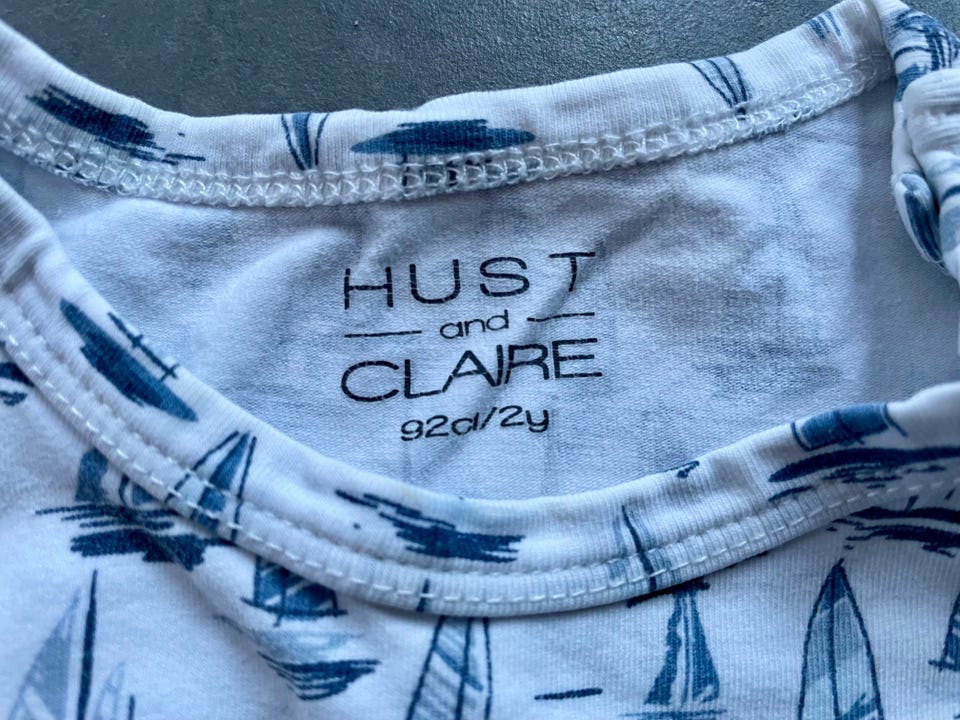 HUST
and
CLAIRE
92cl/2y